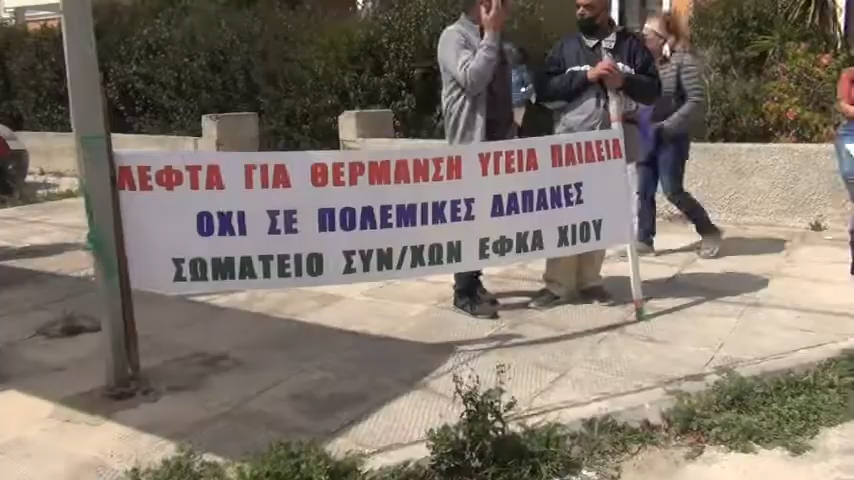 ΛΕΦΤΑ ΓΙΑ ΘΕΡΜΑΝΣΗ ΥΓΕΙΑ ΠΑΙΔΕΙΑ
ΟΧΙ ΣΕ ΠΟΛΕΜΙΚΕΣ ΔΑΠΑΝΕΣ
ΣΩΜΑΤΕΙΟ ΣΥΝ/ΧΩΝ ΕΦΚΑ ΧΙΟΥ